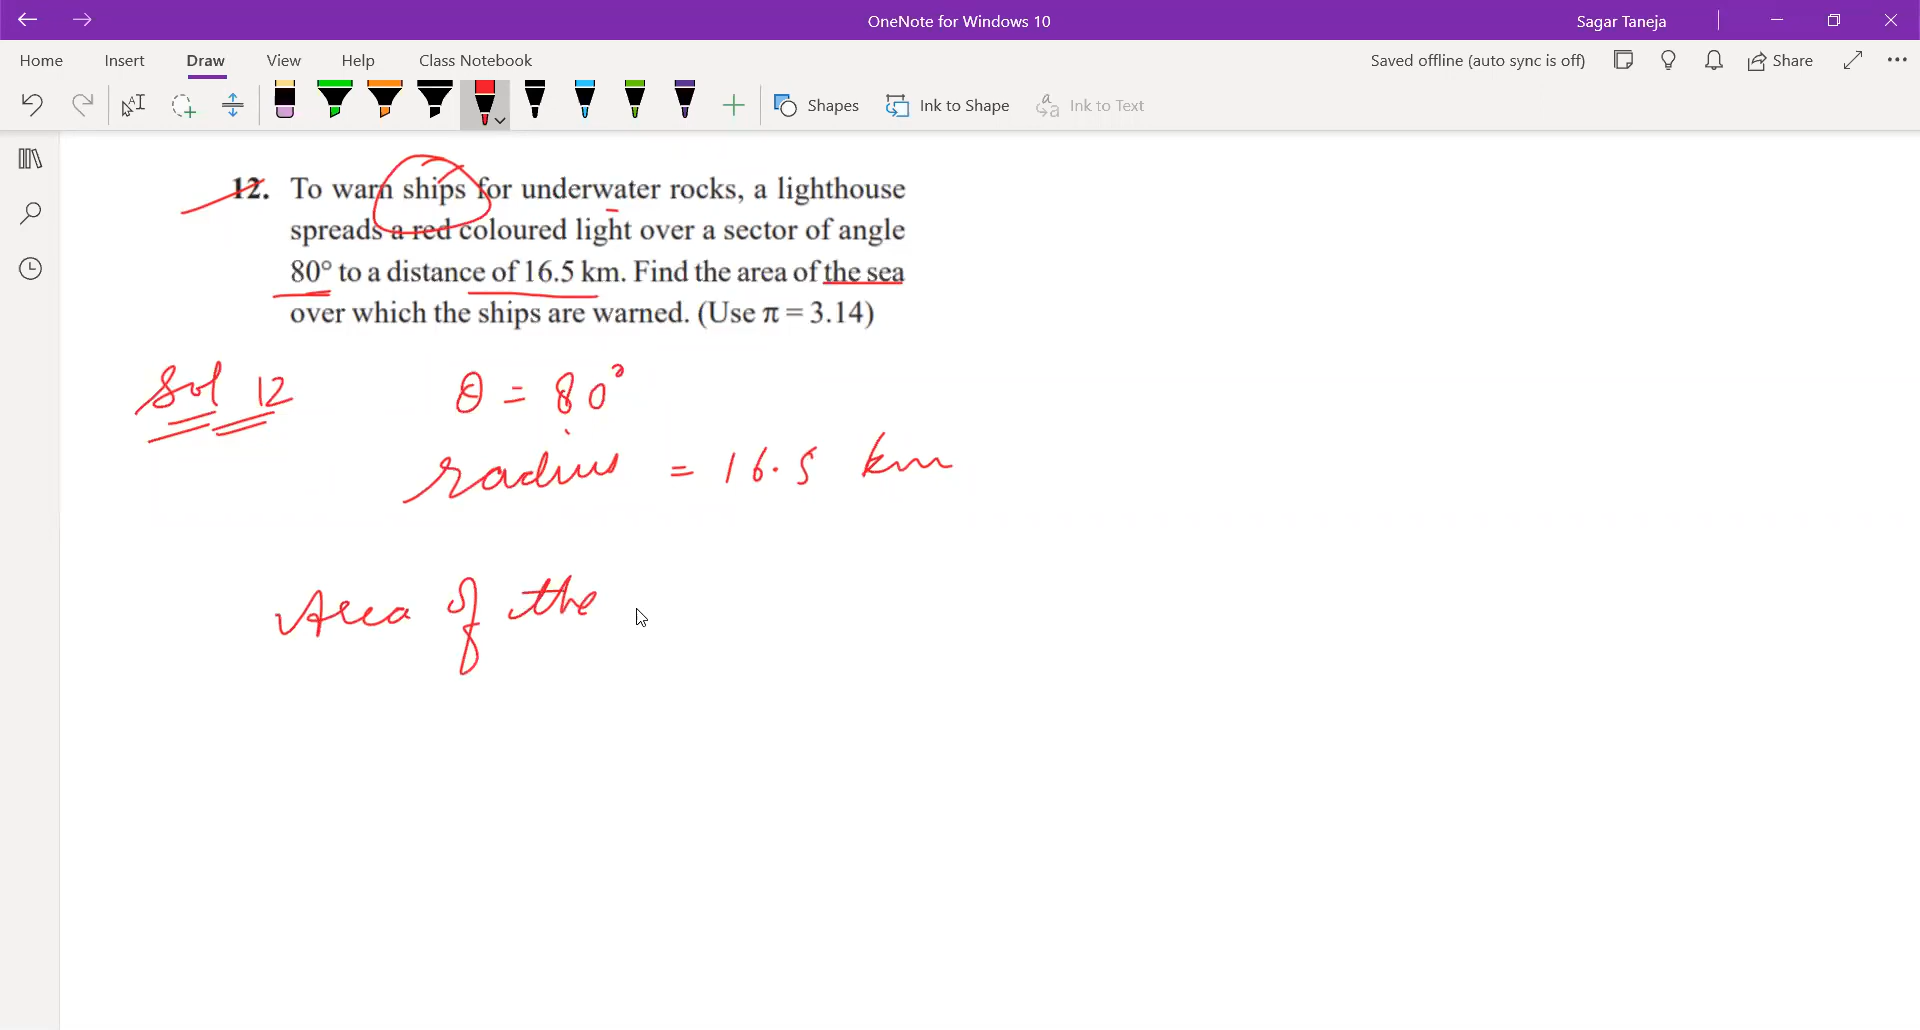 OneNote for Windows 10
Sagar Taneja
Home Insert Draw View Help Class Notebook
Saved offline (auto sync is off)
Share
Shapes
Ink to Shape
Ink to Text
12. To warn ships for underwater rocks, a lighthouse
spreads a red coloured light over a sector of angle
80° to a distance of 16.5 km. Find the area of the sea
over which the ships are warned. (Use π = 3.14)
Sol 12
θ = 80°
radius = 16.5 km
Area of the